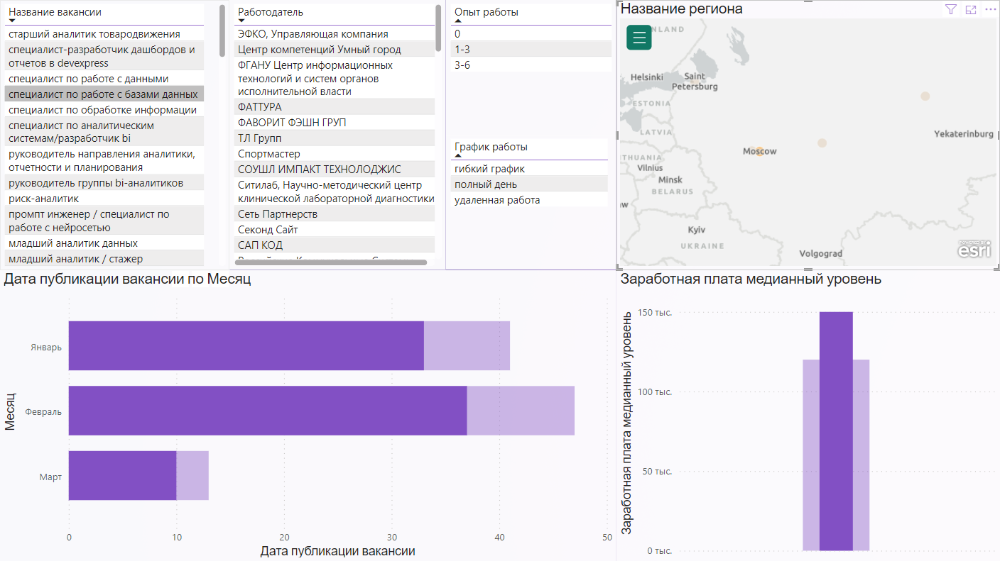 Название вакансии
старший аналитик товародвижения
специалист-разработчик дашбордов и
отчетов в devexpress
специалист по работе с данными
специалист по работе с базами данных
специалист по обработке информации
специалист по аналитическим
системам/разработчик bi
руководитель направления аналитики,
отчетности и планирования
руководитель группы bi-аналитиков
риск-аналитик
промпт инженер / специалист по
работе с нейросетью
младший аналитик данных
младший аналитик / стажер
Работодатель
ЭФКО, Управляющая компания
Центр компетенций Умный город
ФГАНУ Центр информационных
технологий и систем органов
исполнительной власти
ФАТТУРА
ФАВОРИТ ФЭШН ГРУП
ТЛ Групп
Спортмастер
СОУШЛ ИМПАКТ ТЕХНОЛОДЖИС
Ситилаб, Научно-методический центр
клинической лабораторной диагностики
Сеть Партнерств
Секонд Сайт
САП КОД
Опыт работы
0
1-3
3-6
График работы
гибкий график
полный день
удаленная работа
Название региона
NLAND
Helsinki
Saint
Petersburg
ESTONIA
LATVIA
Yekaterinburg
Moscow
THUANIA
Vilnius
Minsk
BELARUS
aw
Kyiv
UKRAINE
Volgograd
POWERED BY
esri
Дата публикации вакансии по Месяц
Месяц
Январь
Февраль
Март
0
10
20
30
40
50
Дата публикации вакансии
Заработная плата медианный уровень
Заработная плата медианный уровень
150 тыс.
100 тыс.
50 тыс.
0 тыс.